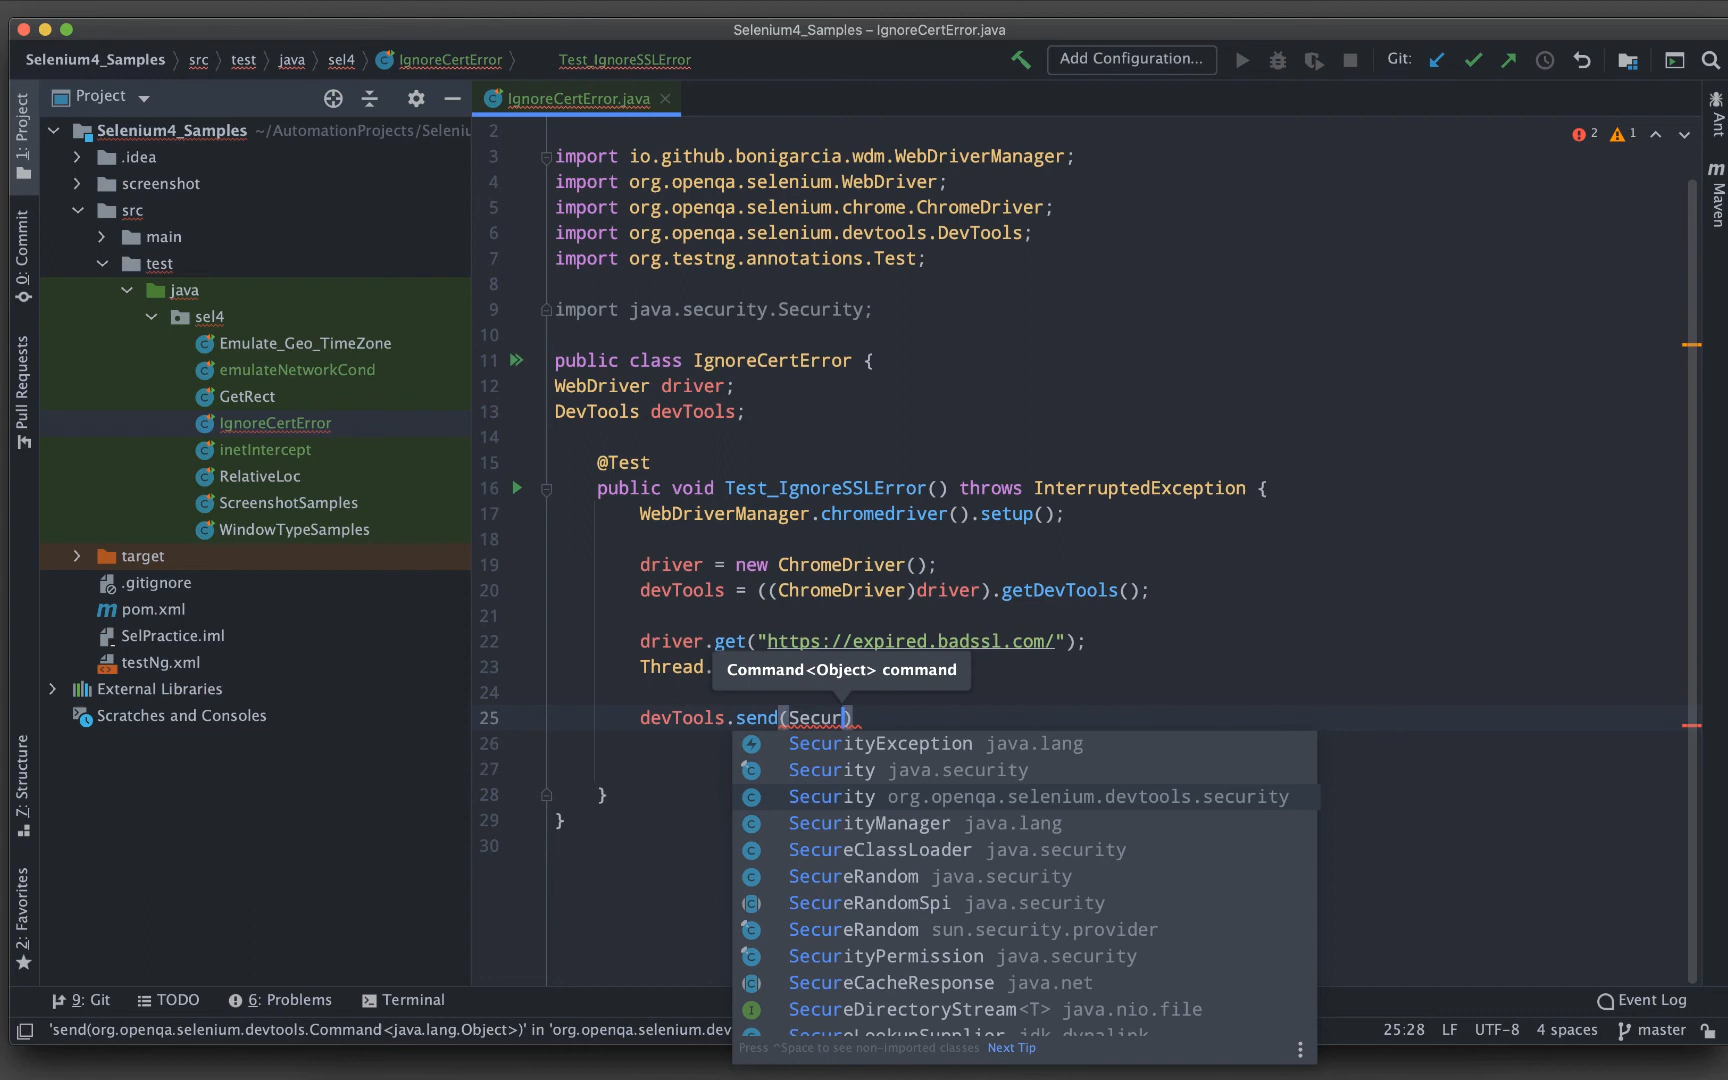 Selenium4_Samples – IgnoreCertError.java
Selenium4_Samples src test java sel4 IgnoreCertError Test_IgnoreSSLError Add Configuration... Git:
1: Project
0: Commit
Pull Requests
7: Structure
2: Favorites
Project
Selenium4_Samples ~/AutomationProjects/Seleniu
.idea
screenshot
src
main
test
java
sel4
Emulate_Geo_TimeZone
emulateNetworkCond
GetRect
IgnoreCertError
inetIntercept
RelativeLoc
ScreenshotSamples
WindowTypeSamples
target
.gitignore
pom.xml
SelPractice.iml
testNg.xml
External Libraries
Scratches and Consoles
IgnoreCertError.java
2 1
2
3 import io.github.bonigarcia.wdm.WebDriverManager;
4 import org.openqa.selenium.WebDriver;
5 import org.openqa.selenium.chrome.ChromeDriver;
6 import org.openqa.selenium.devtools.DevTools;
7 import org.testng.annotations.Test;
8
9 import java.security.Security;
10
11 public class IgnoreCertError {
12 WebDriver driver;
13 DevTools devTools;
14
15 @Test
16 public void Test_IgnoreSSLError() throws InterruptedException {
17 WebDriverManager.chromedriver().setup();
18
19 driver = new ChromeDriver();
20 devTools = ((ChromeDriver)driver).getDevTools();
21
22 driver.get("https://expired.badssl.com/");
23 Thread.
Command<Object> command
24
25 devTools.send(Secur)
26
27
28 }
29 }
30
SecurityException java.lang
Security java.security
Security org.openqa.selenium.devtools.security
SecurityManager java.lang
SecureClassLoader java.security
SecureRandom java.security
SecureRandomSpi java.security
SecureRandom sun.security.provider
SecurityPermission java.security
SecureCacheResponse java.net
SecureDirectoryStream<T> java.nio.file
SecureLookupSupplier jdk.dynalink
Press ^Space to see non-imported classes Next Tip
Ant
Maven
9: Git TODO 6: Problems Terminal Event Log
'send(org.openqa.selenium.devtools.Command<java.lang.Object>)' in 'org.openqa.selenium.dev
25:28 LF UTF-8 4 spaces master